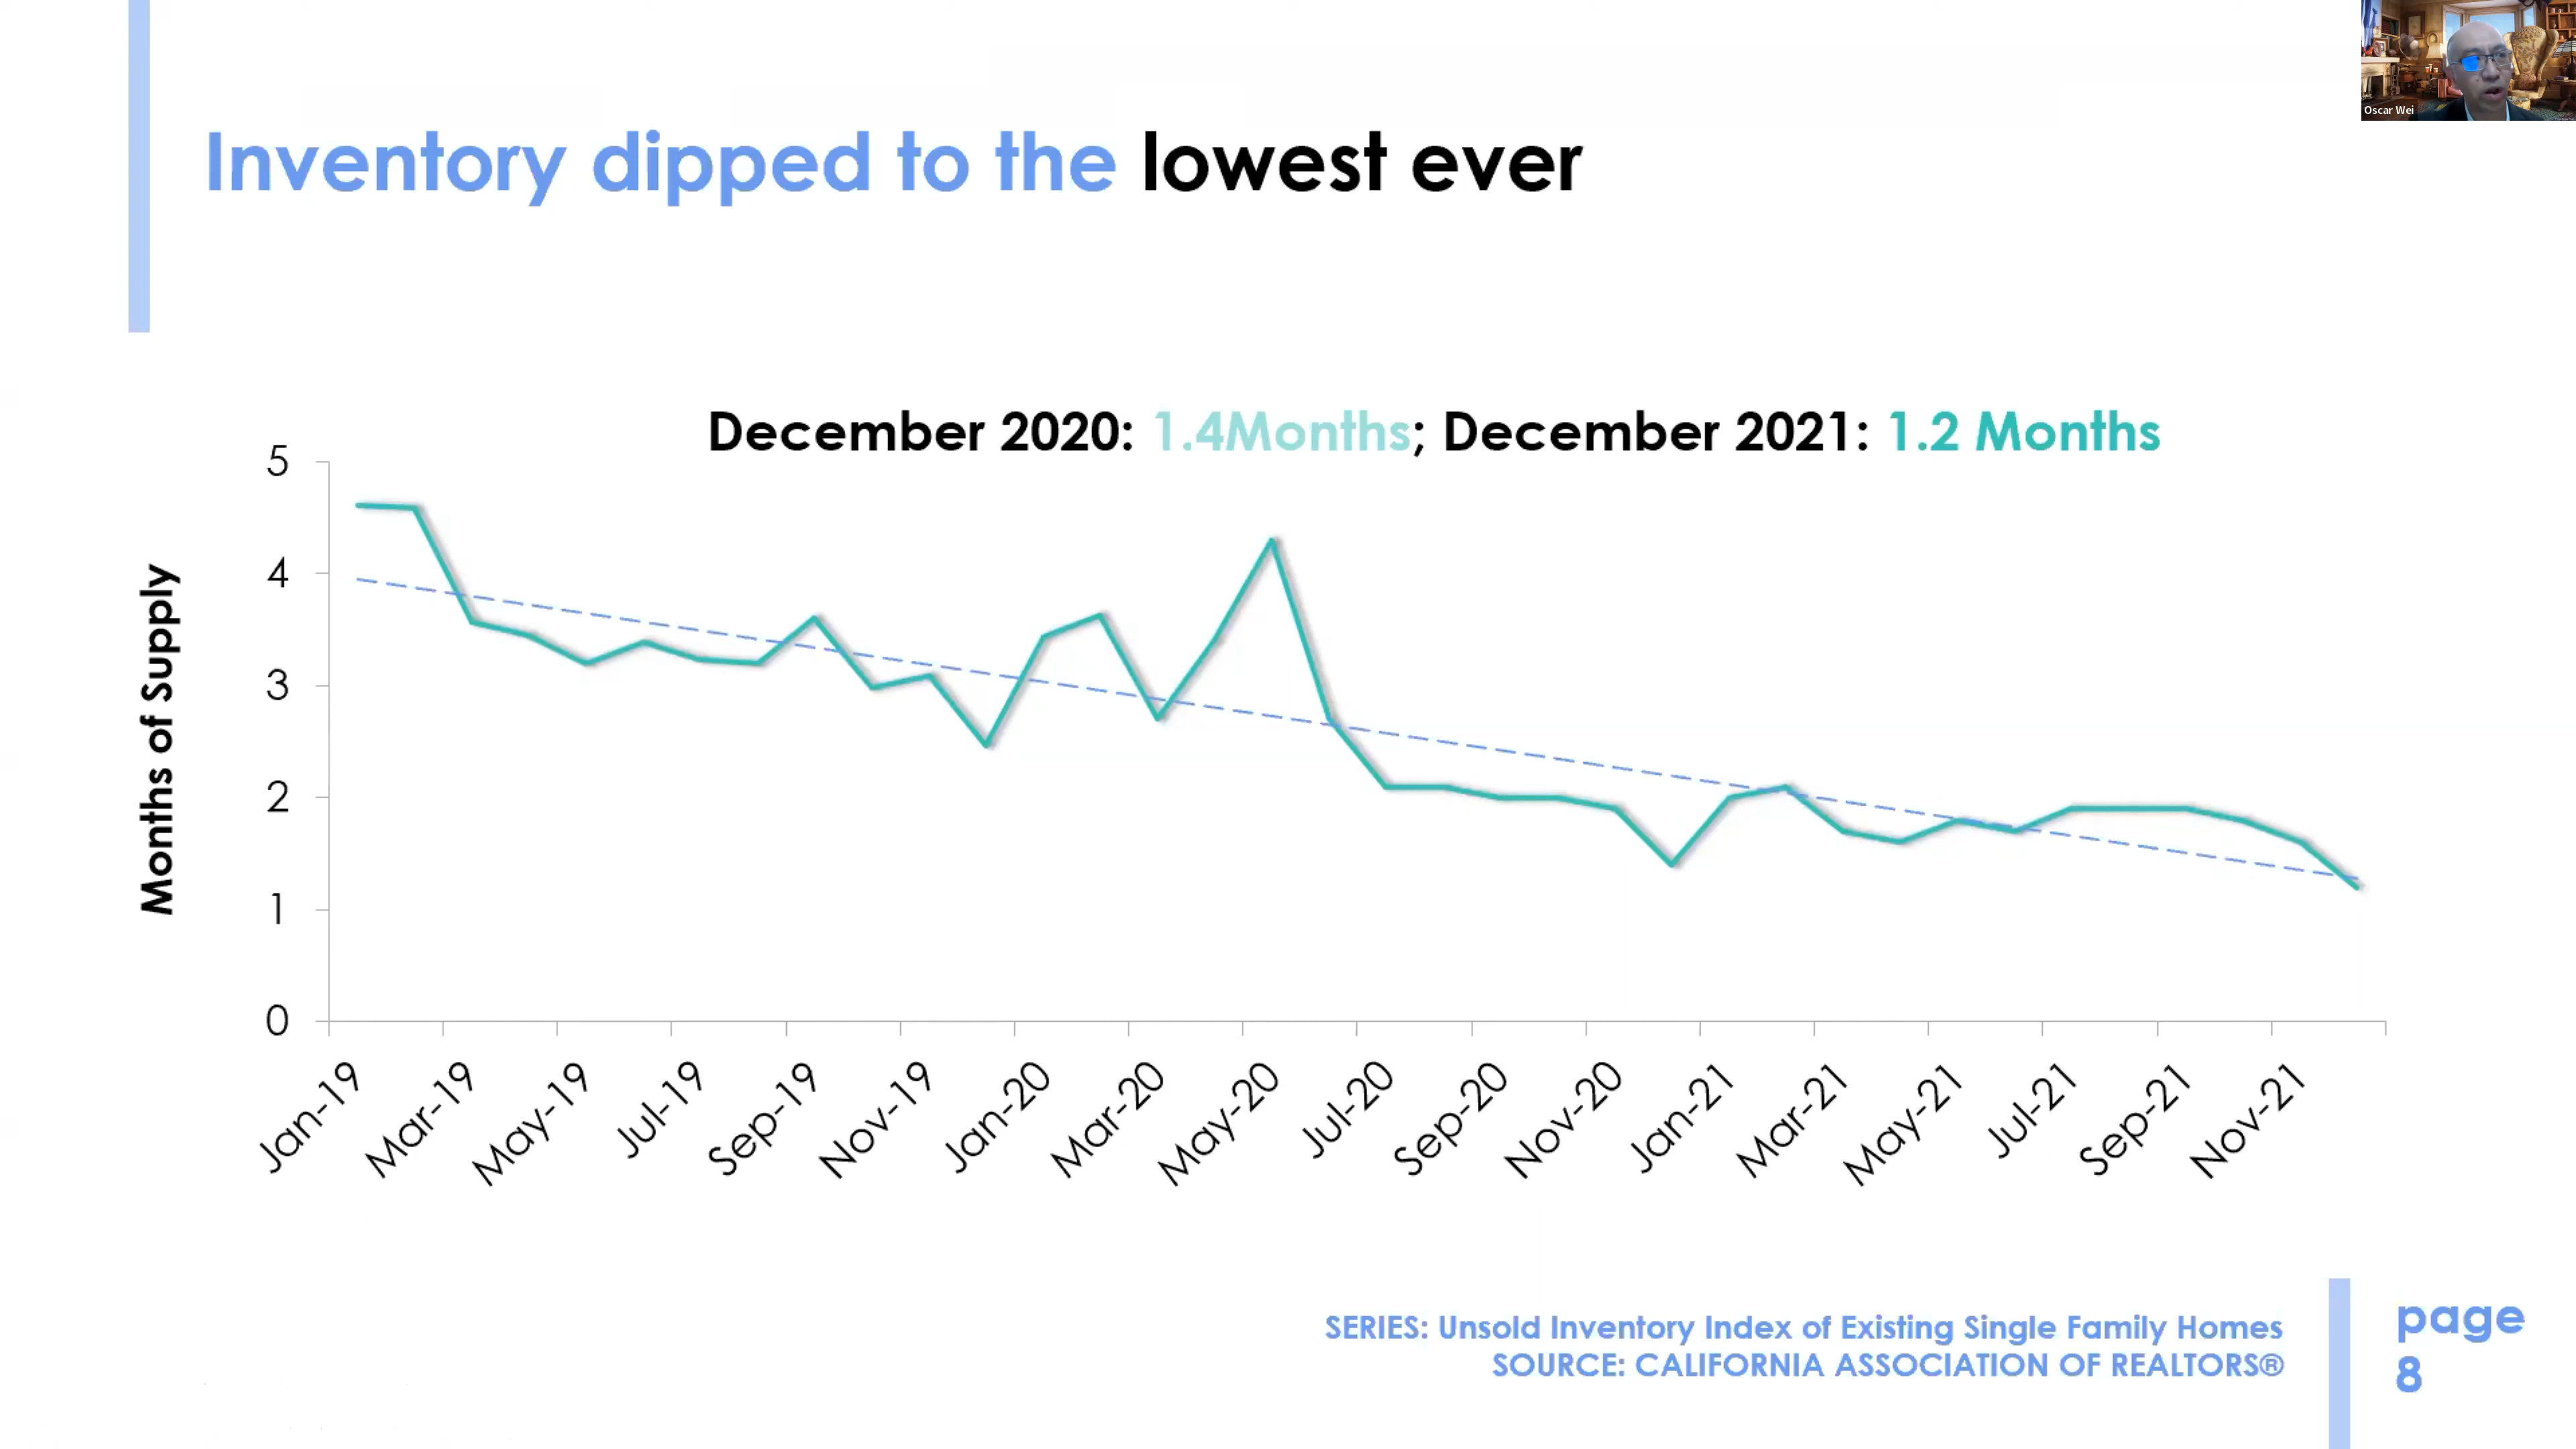 Oscar Wei
Inventory dipped to the lowest ever
December 2020: 1.4Months; December 2021: 1.2 Months
Months of Supply
5
4
3
2
1
0
Jan-19
Mar-19
May-19
Jul-19
Sep-19
Nov-19
Jan-20
Mar-20
May-20
Jul-20
Sep-20
Nov-20
Jan-21
Mar-21
May-21
Jul-21
Sep-21
Nov-21
SERIES: Unsold Inventory Index of Existing Single Family Homes
SOURCE: CALIFORNIA ASSOCIATION OF REALTORS®
page
8